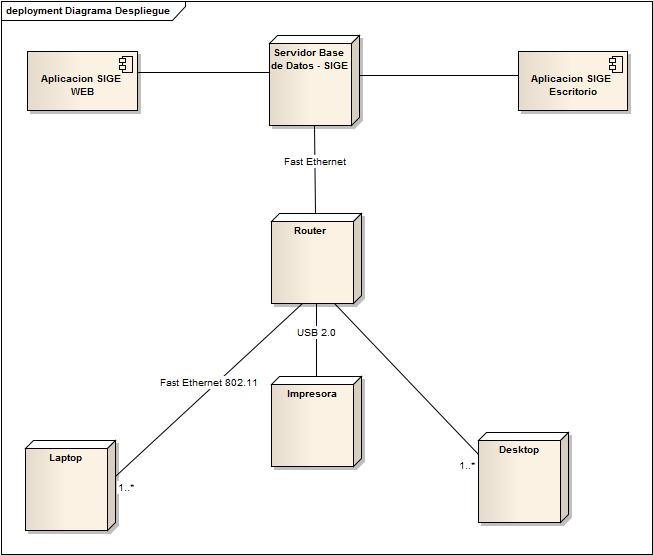 deployment Diagrama Despliegue
Servidor Base
de Datos - SIGE
Aplicacion SIGE
WEB
Aplicacion SIGE
Escritorio
Fast Ethernet
Router
USB 2.0
Fast Ethernet 802.11
Impresora
Laptop
1..*
Desktop
1..*